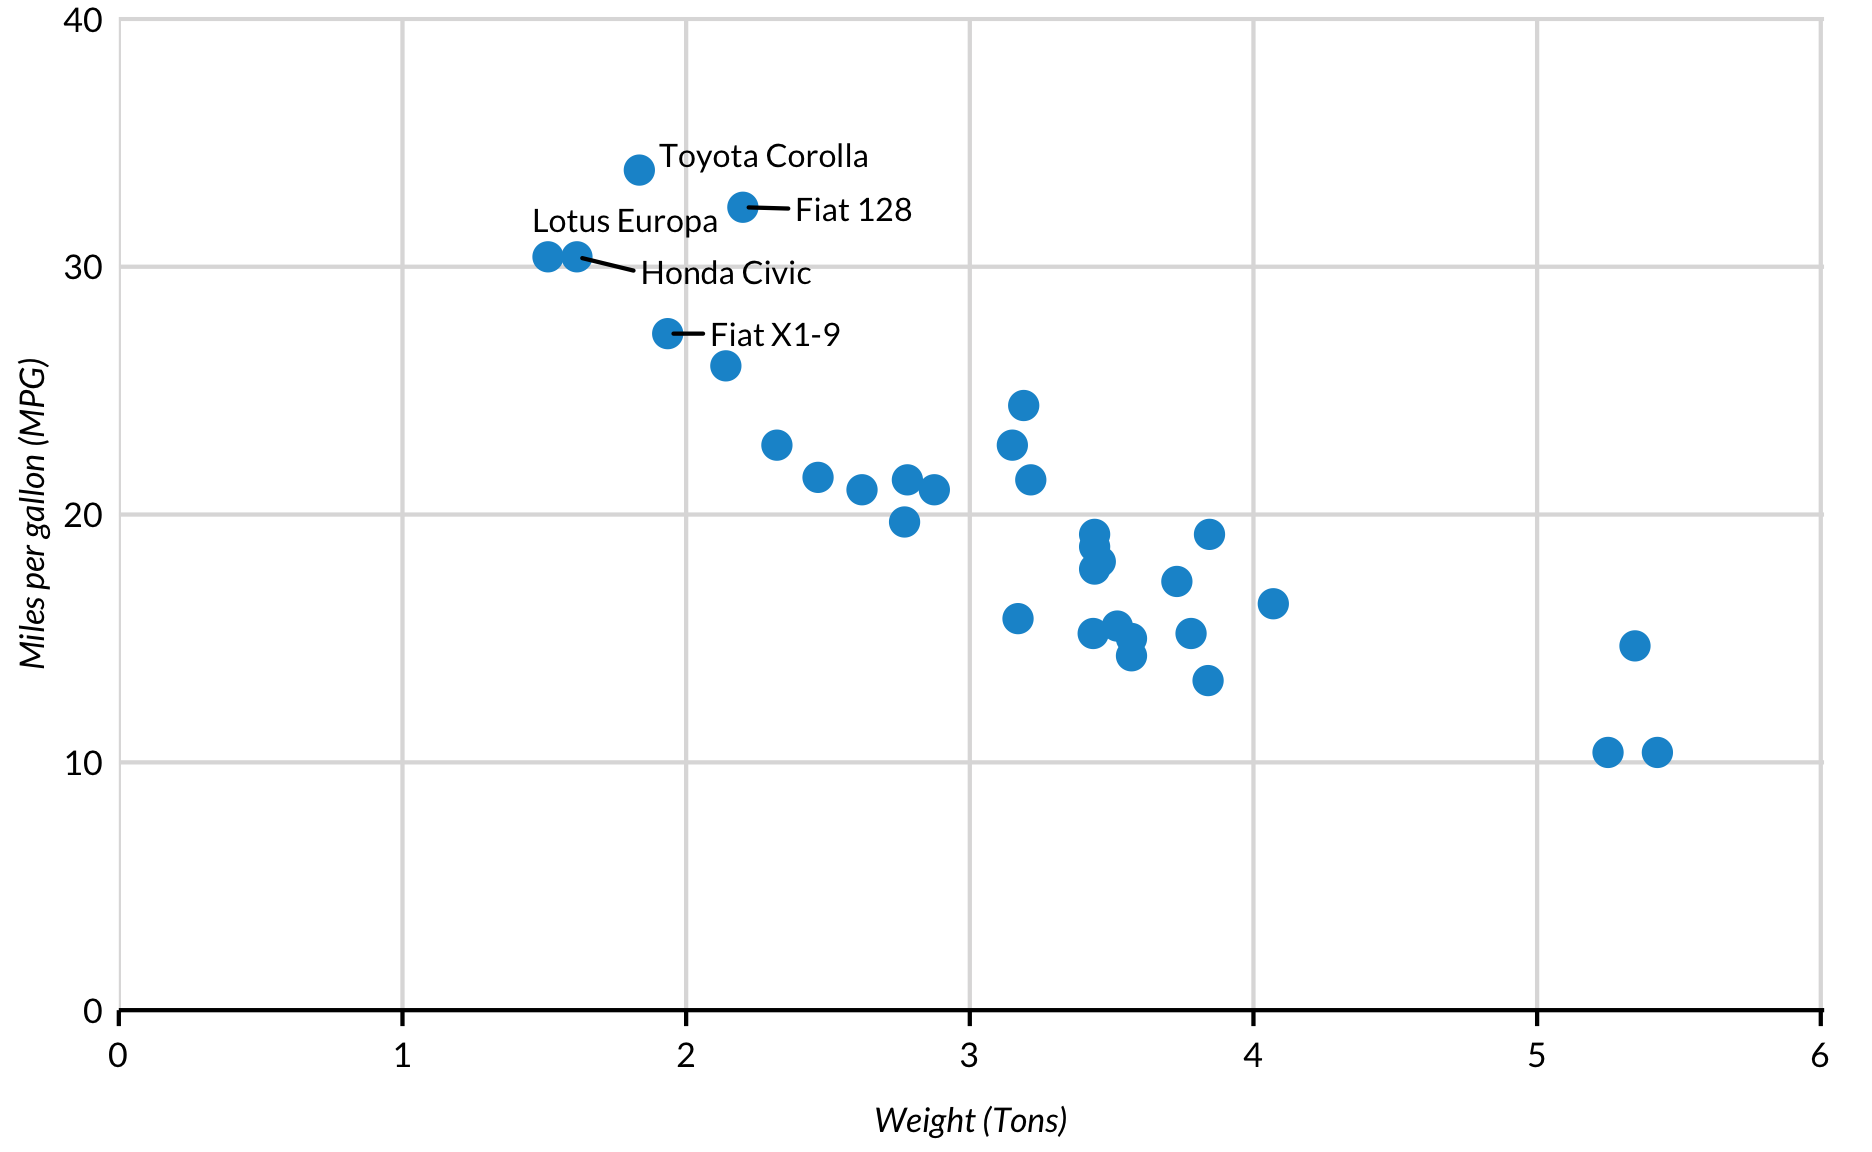 40
Toyota Corolla
Fiat 128
Lotus Europa
30
Honda Civic
Fiat X1-9
Miles per gallon (MPG)
20
10
0
0 1 2 3 4 5 6
Weight (Tons)